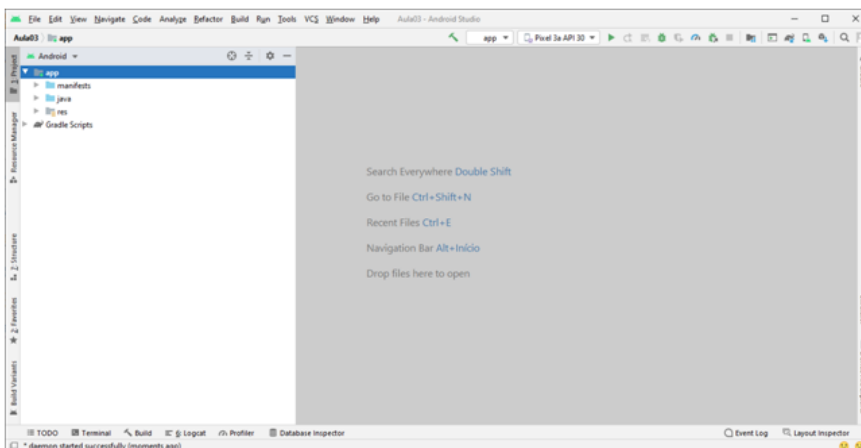 File Edit View Navigate Code Analyze Refactor Build Run Tools VCS Window Help Aula03 - Android Studio
Aula03 app
app Pixel 3a API 30
1: Project
Android
app
manifests
java
res
Gradle Scripts
Resource Manager
Search Everywhere Double Shift
Go to File Ctrl+Shift+N
Recent Files Ctrl+E
Navigation Bar Alt+Início
Drop files here to open
Z: Structure
2: Favorites
Build Variants
TODO Terminal Build 6: Logcat Profiler Database Inspector Event Log Layout Inspector
* daemon started successfully (moments ago)